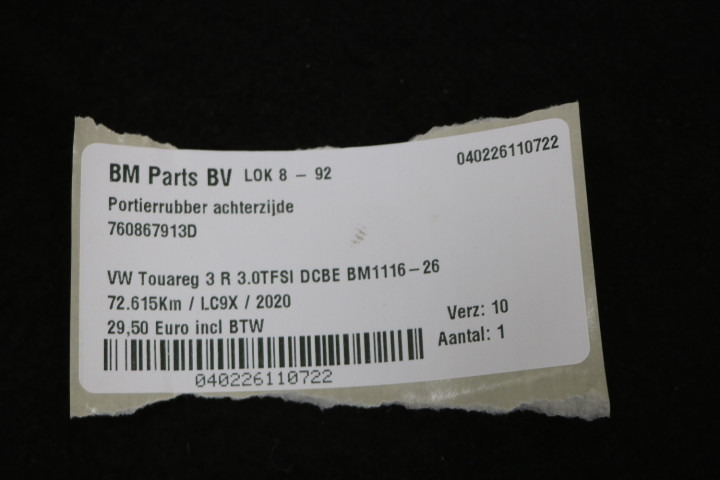 BM Parts BV LOK 8 - 92
040226110722
Portierrubber achterzijde
760867913D
VW Touareg 3 R 3.0TFSI DCBE BM1116-26
72.615Km / LC9X / 2020
29,50 Euro incl BTW
Verz: 10
Aantal: 1
040226110722